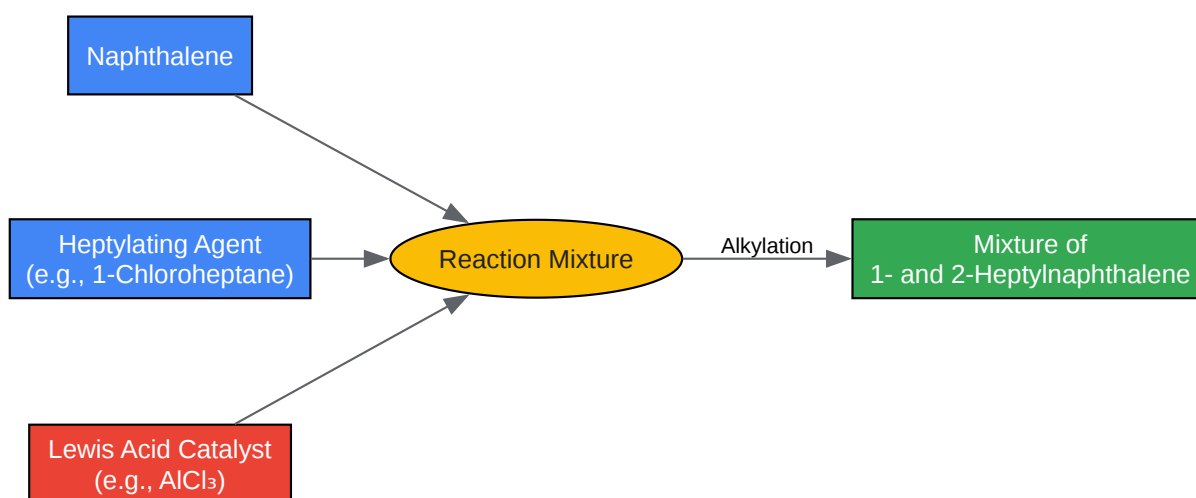 Naphthalene
Heptylating Agent
(e.g., 1-Chloroheptane)
Reaction Mixture
Alkylation
Mixture of
1- and 2-Heptylnaphthalene
Lewis Acid Catalyst
(e.g., AlCl₃)